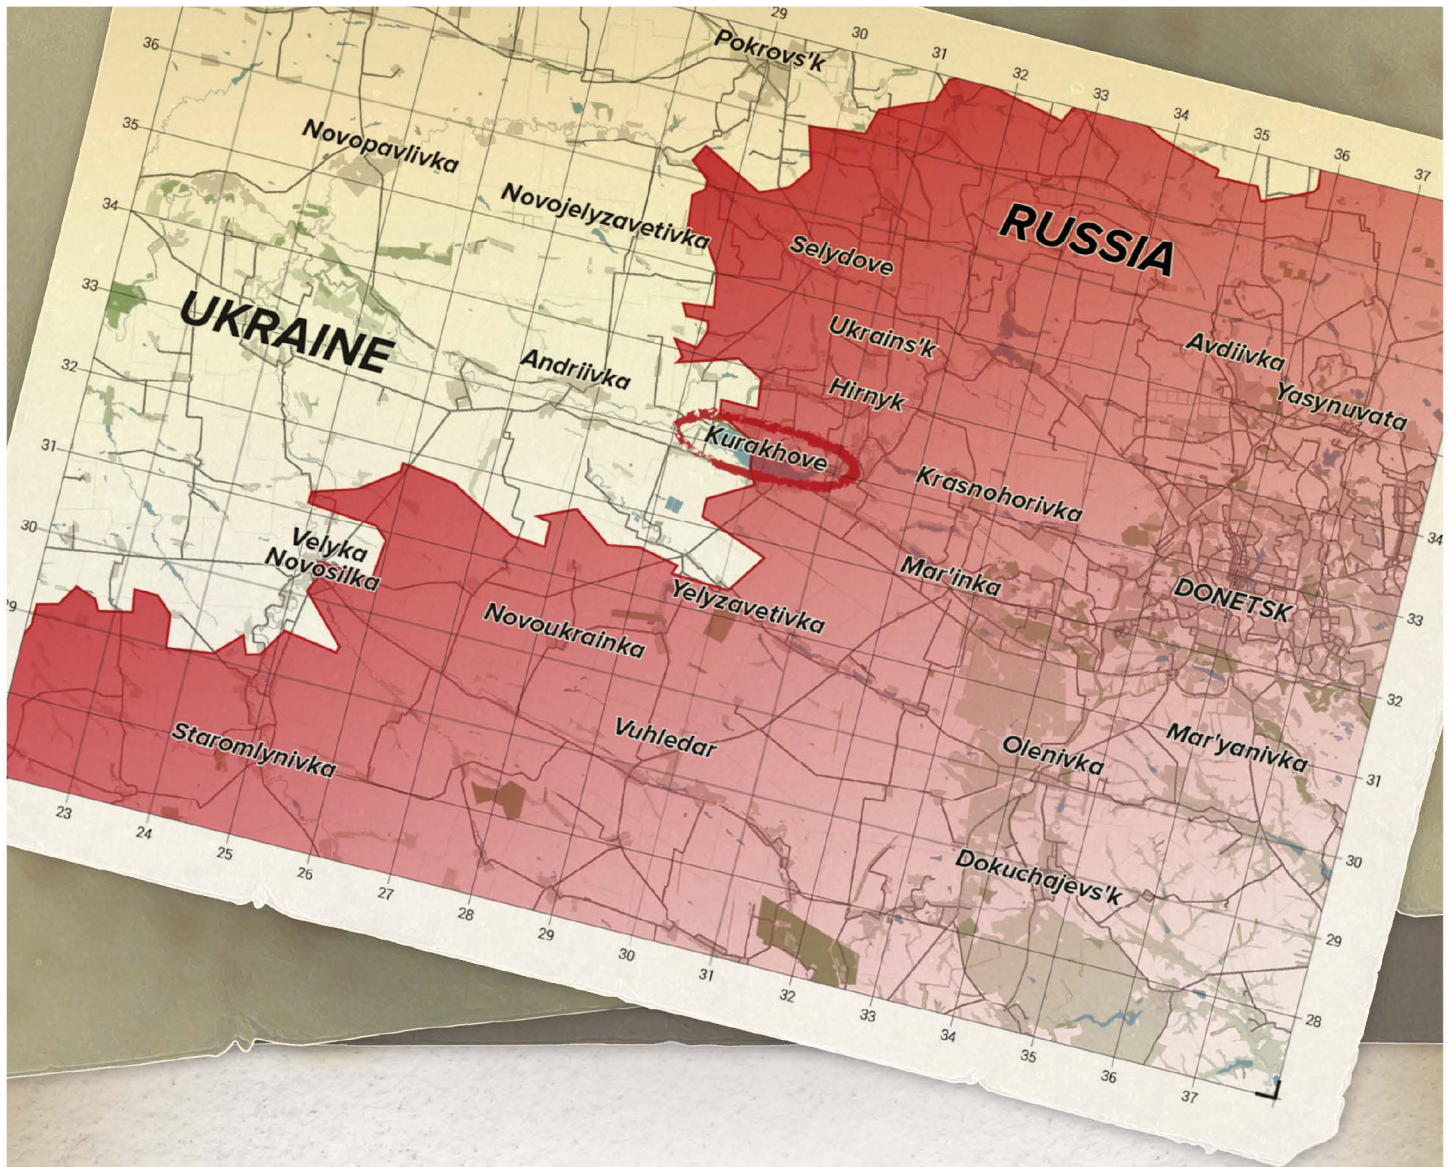 29
30
31
32
33
34
35
36
37
36
35
34
33
32
31
30
29
Pokrovs'k
Novopavlivka
Novojelyzavetivka
Selydove
RUSSIA
UKRAINE
Ukrains'k
Avdiivka
Andriivka
Hirnyk
Yasynuvata
Kurakhove
Krasnohorivka
Velyka
Novosilka
Mar'inka
DONETSK
Yelyzavetivka
Novoukrainka
Staromlynivka
Vuhledar
Olenivka
Mar'yanivka
Dokuchajevs'k
34
33
32
31
30
29
28
23
24
25
26
27
28
29
30
31
32
33
34
35
36
37